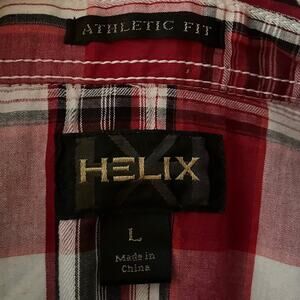 ATHLETIC FIT
HELIX
L
Made in
China